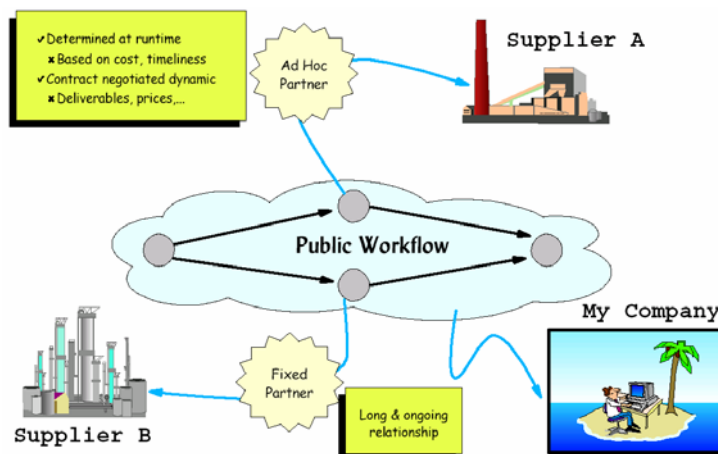 ✔Determined at runtime
✖Based on cost, timeliness
✔Contract negotiated dynamic
✖Deliverables, prices,...
Ad Hoc
Partner
Supplier A
Public Workflow
My Company
Fixed
Partner
Long & ongoing
relationship
Supplier B